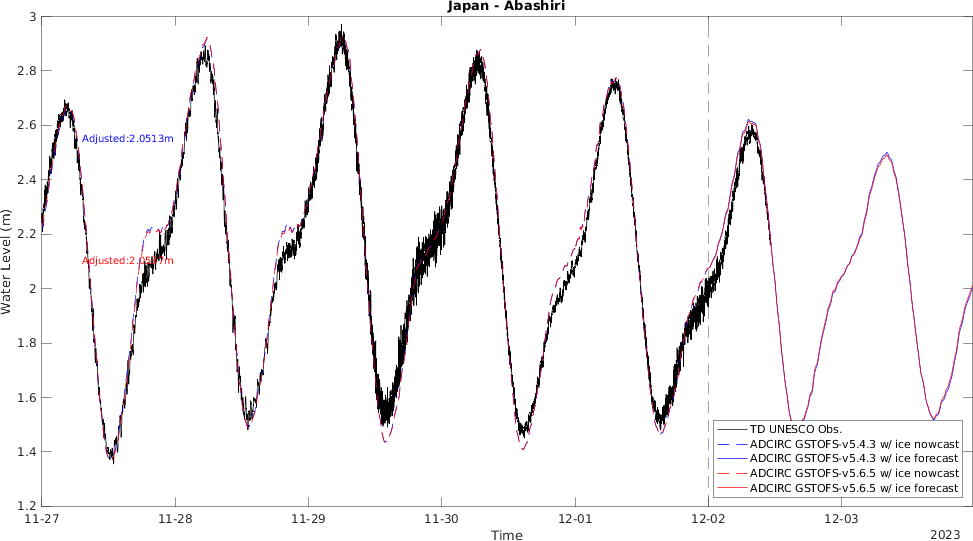 Japan - Abashiri
3
2.8
2.6
2.4
2.2
2
1.8
1.6
1.4
1.2
Water Level (m)
Adjusted:2.0513m
TD UNESCO Obs.
ADCIRC GSTOFS-v5.4.3 w/ ice nowcast
ADCIRC GSTOFS-v5.4.3 w/ ice forecast
ADCIRC GSTOFS-v5.6.5 w/ ice nowcast
ADCIRC GSTOFS-v5.6.5 w/ ice forecast
11-27 11-28 11-29 11-30 12-01 12-02 12-03
Time
2023